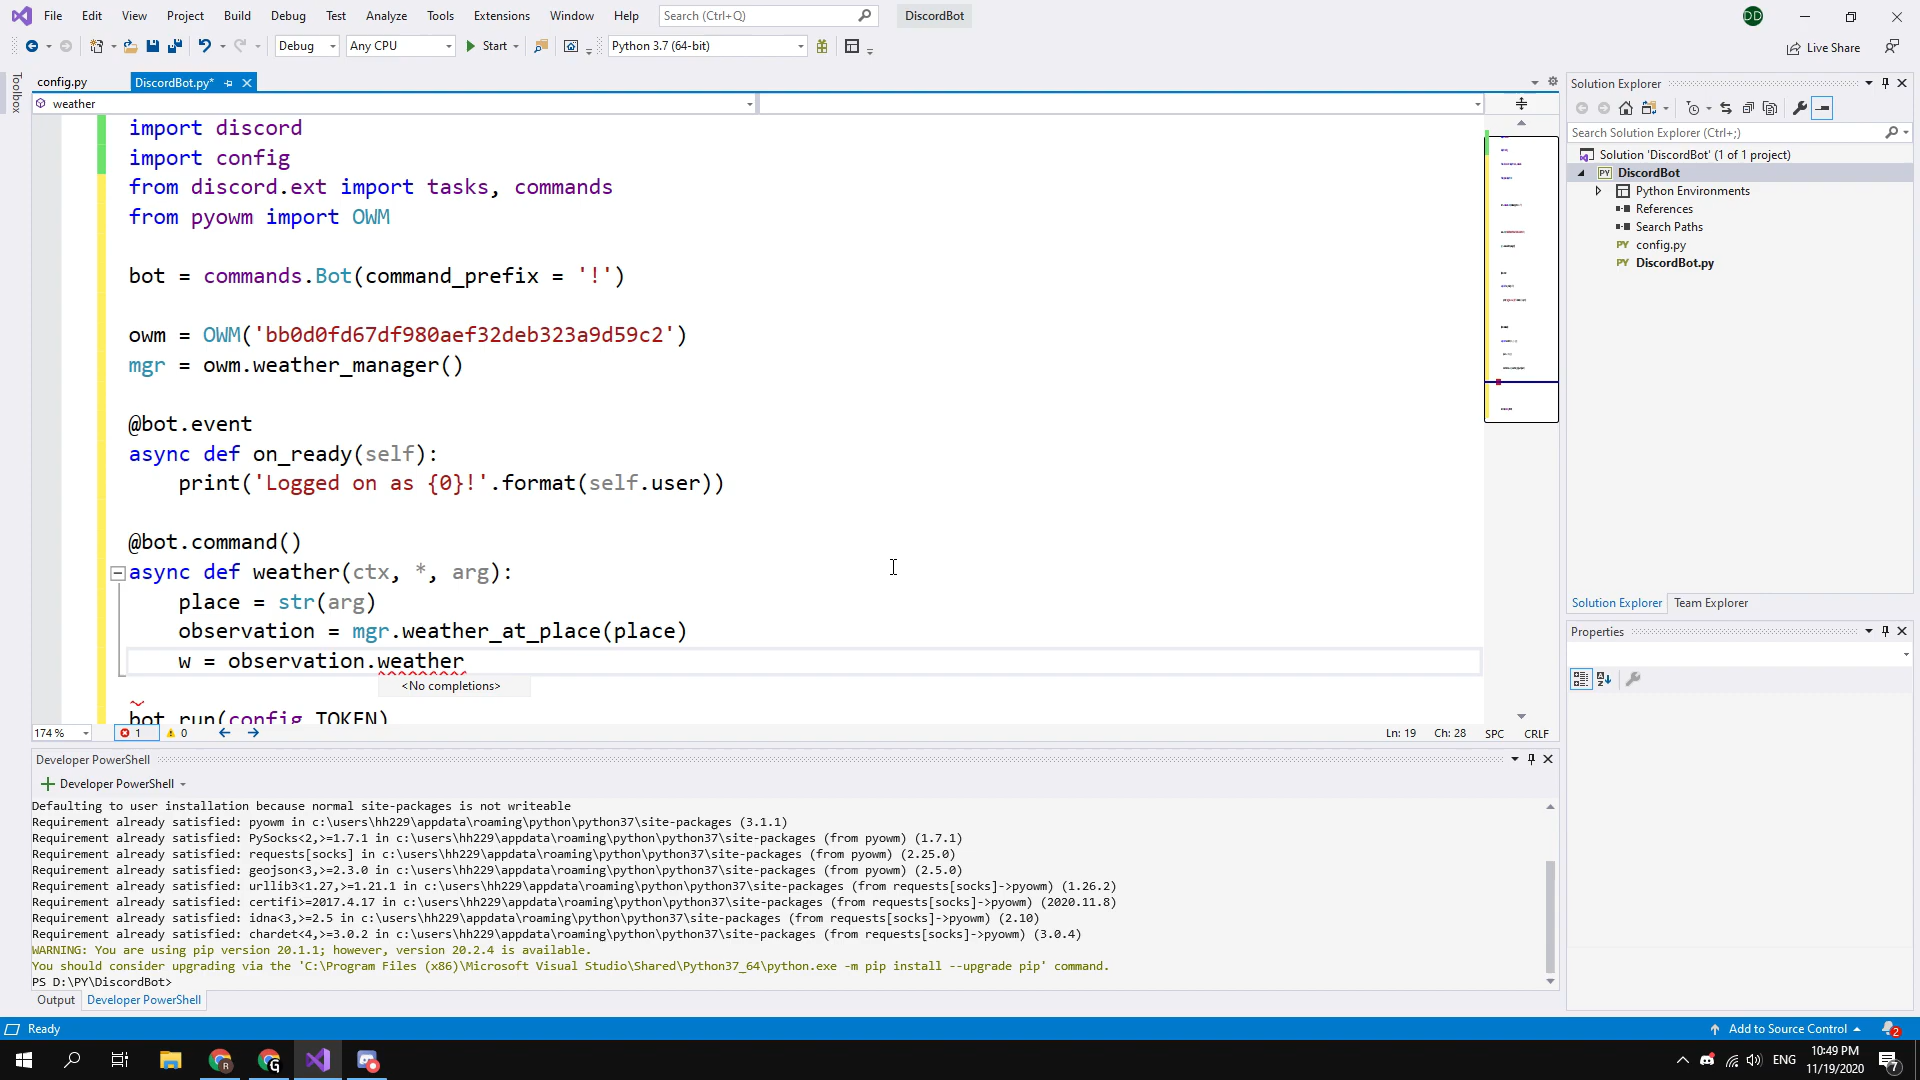 File Edit View Project Build Debug Test Analyze Tools Extensions Window Help Search (Ctrl+Q) DiscordBot DD
Debug Any CPU Start Python 3.7 (64-bit) Live Share
Toolbox
config.py DiscordBot.py*
weather
import discord
import config
from discord.ext import tasks, commands
from pyowm import OWM
bot = commands.Bot(command_prefix = '!')
owm = OWM('bb0d0fd67df980aef32deb323a9d59c2')
mgr = owm.weather_manager()
@bot.event
async def on_ready(self):
print('Logged on as {0}!'.format(self.user))
@bot.command()
async def weather(ctx, *, arg):
place = str(arg)
observation = mgr.weather_at_place(place)
w = observation.weather
<No completions>
bot.run(config.TOKEN)
174 % 1 0 Ln: 19 Ch: 28 SPC CRLF
Developer PowerShell
Developer PowerShell
Defaulting to user installation because normal site-packages is not writeable
Requirement already satisfied: pyowm in c:\users\hh229\appdata\roaming\python\python37\site-packages (3.1.1)
Requirement already satisfied: PySocks<2,>=1.7.1 in c:\users\hh229\appdata\roaming\python\python37\site-packages (from pyowm) (1.7.1)
Requirement already satisfied: requests[socks] in c:\users\hh229\appdata\roaming\python\python37\site-packages (from pyowm) (2.25.0)
Requirement already satisfied: geojson<3,>=2.3.0 in c:\users\hh229\appdata\roaming\python\python37\site-packages (from pyowm) (2.5.0)
Requirement already satisfied: urllib3<1.27,>=1.21.1 in c:\users\hh229\appdata\roaming\python\python37\site-packages (from requests[socks]->pyowm) (1.26.2)
Requirement already satisfied: certifi>=2017.4.17 in c:\users\hh229\appdata\roaming\python\python37\site-packages (from requests[socks]->pyowm) (2020.11.8)
Requirement already satisfied: idna<3,>=2.5 in c:\users\hh229\appdata\roaming\python\python37\site-packages (from requests[socks]->pyowm) (2.10)
Requirement already satisfied: chardet<4,>=3.0.2 in c:\users\hh229\appdata\roaming\python\python37\site-packages (from requests[socks]->pyowm) (3.0.4)
WARNING: You are using pip version 20.1.1; however, version 20.2.4 is available.
You should consider upgrading via the 'C:\Program Files (x86)\Microsoft Visual Studio\Shared\Python37_64\python.exe -m pip install --upgrade pip' command.
PS D:\PY\DiscordBot>
Output Developer PowerShell
Solution Explorer
Search Solution Explorer (Ctrl+;)
Solution 'DiscordBot' (1 of 1 project)
PY DiscordBot
Python Environments
References
Search Paths
PY config.py
PY DiscordBot.py
Solution Explorer Team Explorer
Properties
Ready Add to Source Control 2
R G ENG 10:49 PM
11/19/2020 7